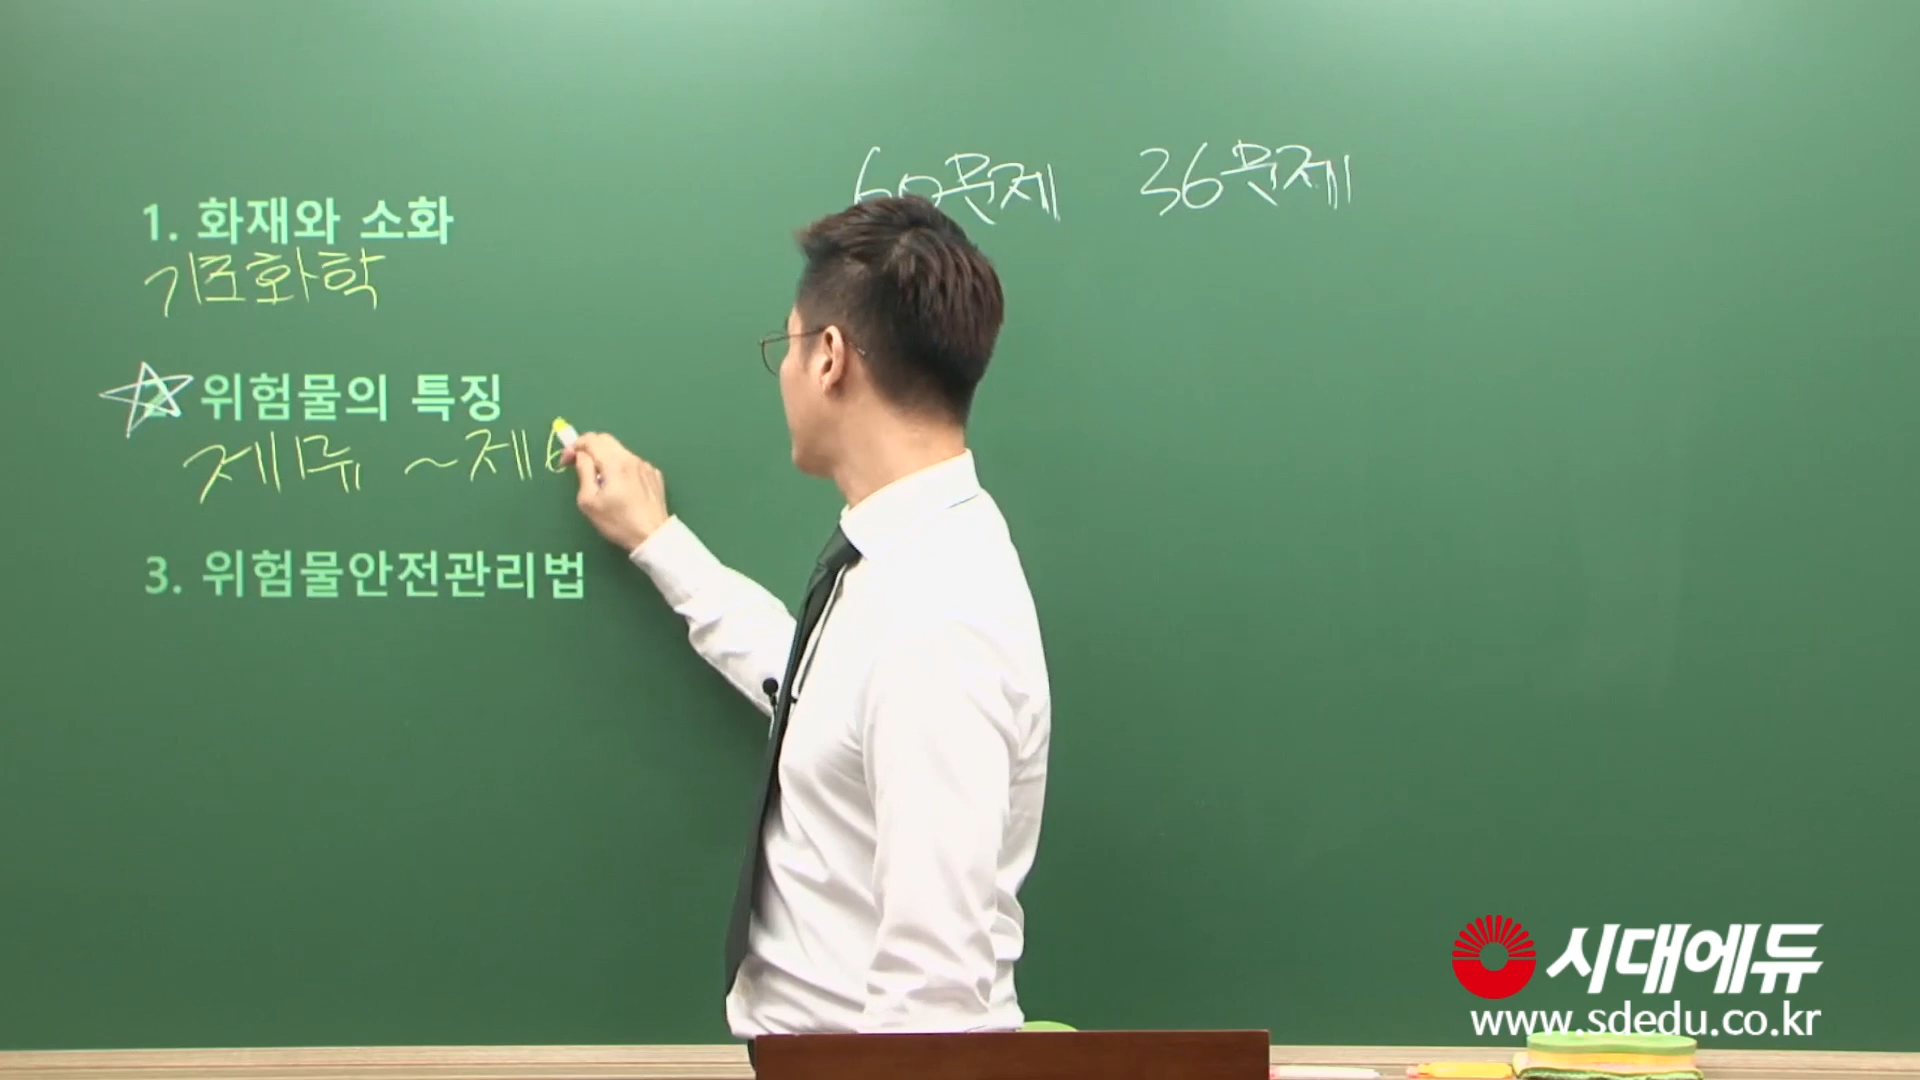 60문제 36문제
1. 화재와 소화
기초화학
위험물의 특징
제1류 ~제6
3. 위험물안전관리법
시대에듀
www.sdedu.co.kr